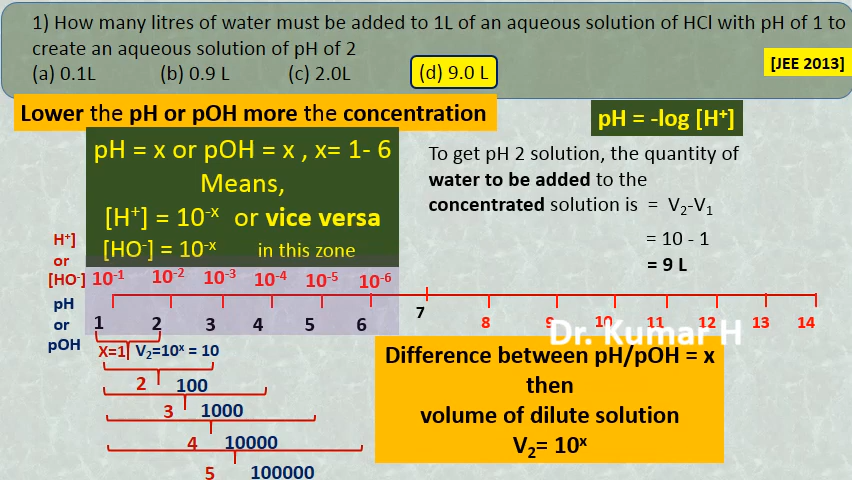 1) How many litres of water must be added to 1L of an aqueous solution of HCl with pH of 1 to
create an aqueous solution of pH of 2
(a) 0.1L (b) 0.9 L (c) 2.0L (d) 9.0 L
[JEE 2013]
Lower the pH or pOH more the concentration
pH = -log [H⁺]
pH = x or pOH = x , x= 1- 6
Means,
[H⁺] = 10⁻ˣ or vice versa
[HO⁻] = 10⁻ˣ in this zone
To get pH 2 solution, the quantity of
water to be added to the
concentrated solution is = V₂-V₁
= 10 - 1
= 9 L
H⁺]
or
[HO⁻] 10⁻¹ 10⁻² 10⁻³ 10⁻⁴ 10⁻⁵ 10⁻⁶
pH
or
pOH
1 2 3 4 5 6 7 8 9 10 11 12 13 14
Dr. Kumar H
X=1 V₂=10ˣ = 10
2 100
3 1000
4 10000
5 100000
Difference between pH/pOH = x
then
volume of dilute solution
V₂= 10ˣ